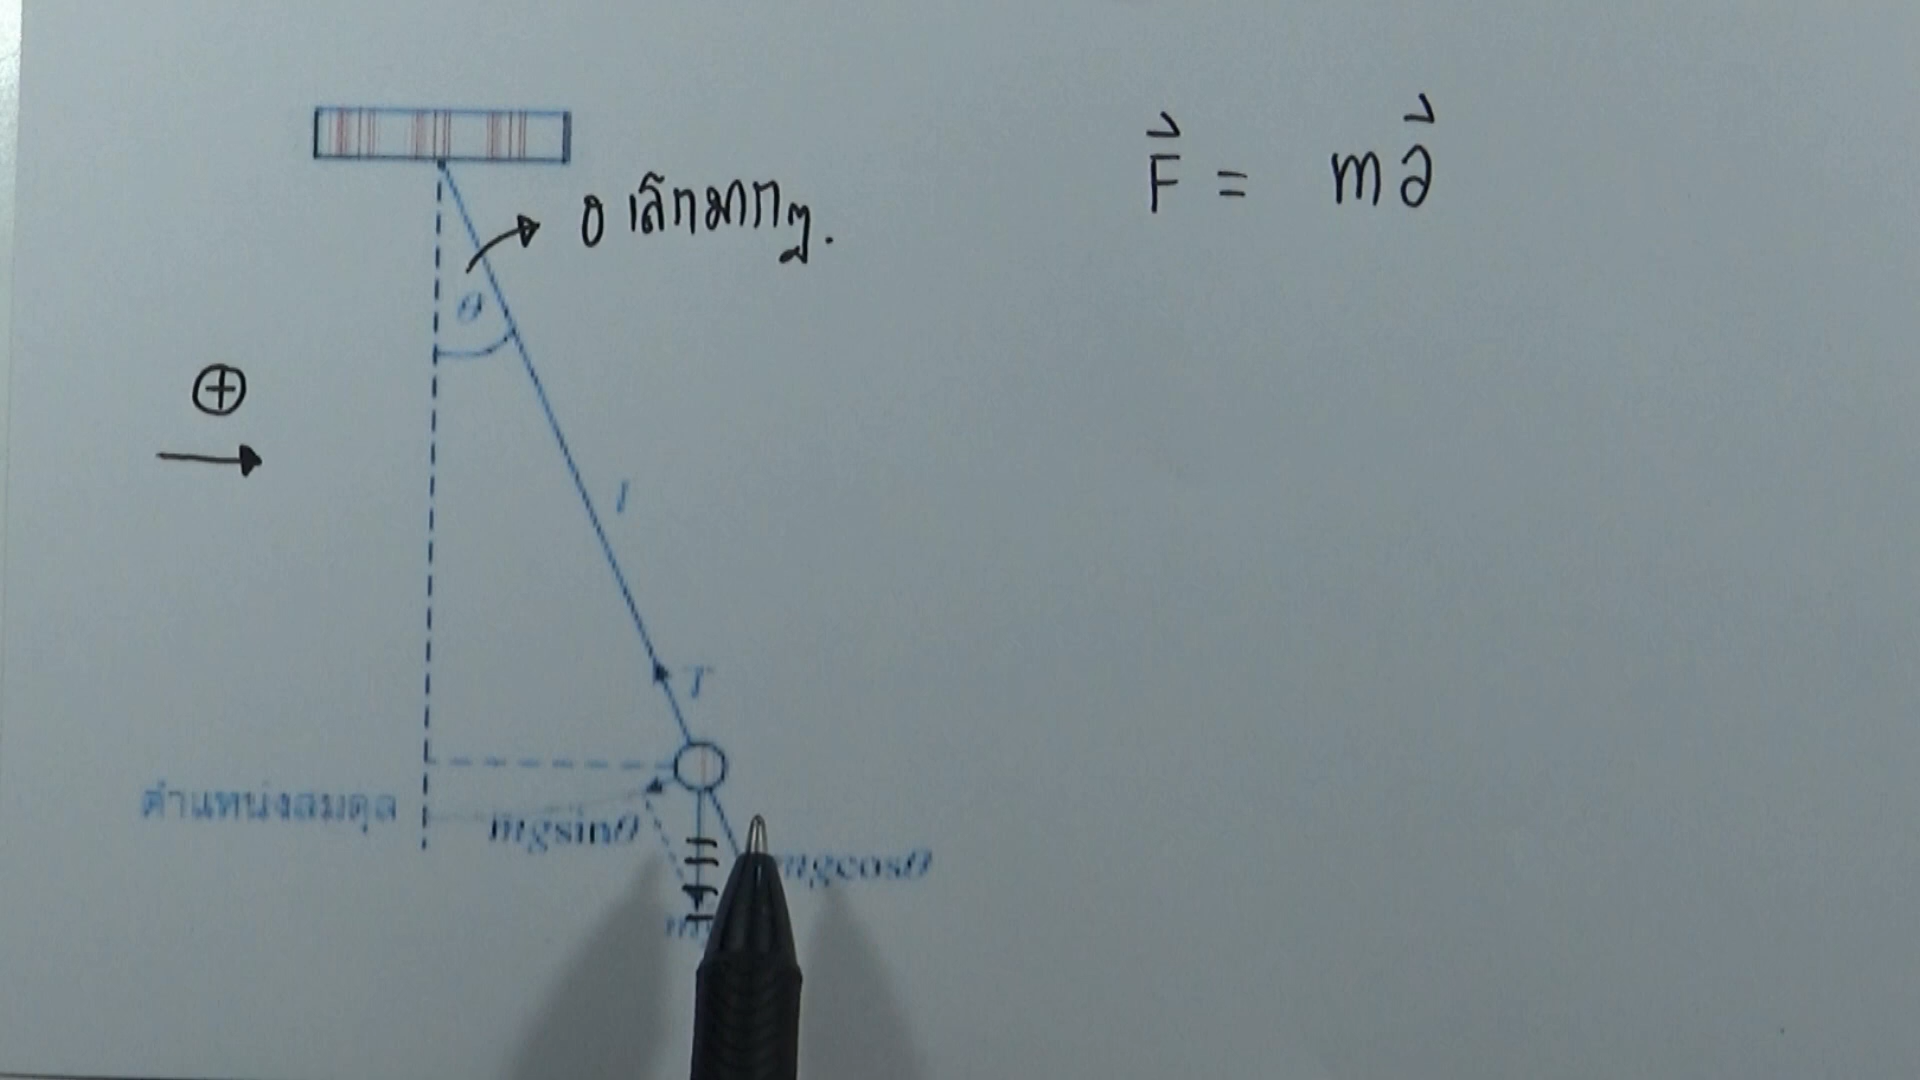 F = ma
θ เล็กมากๆ.
θ
⊕
l
T
ตำแหน่งสมดุล
mgsinθ
mgcosθ